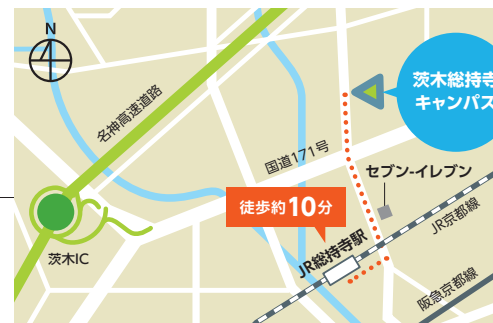 N
名神高速道路
茨木総持寺
キャンパス
国道171号
セブン-イレブン
徒歩約10分
JR総持寺駅
JR京都線
茨木IC
阪急京都線